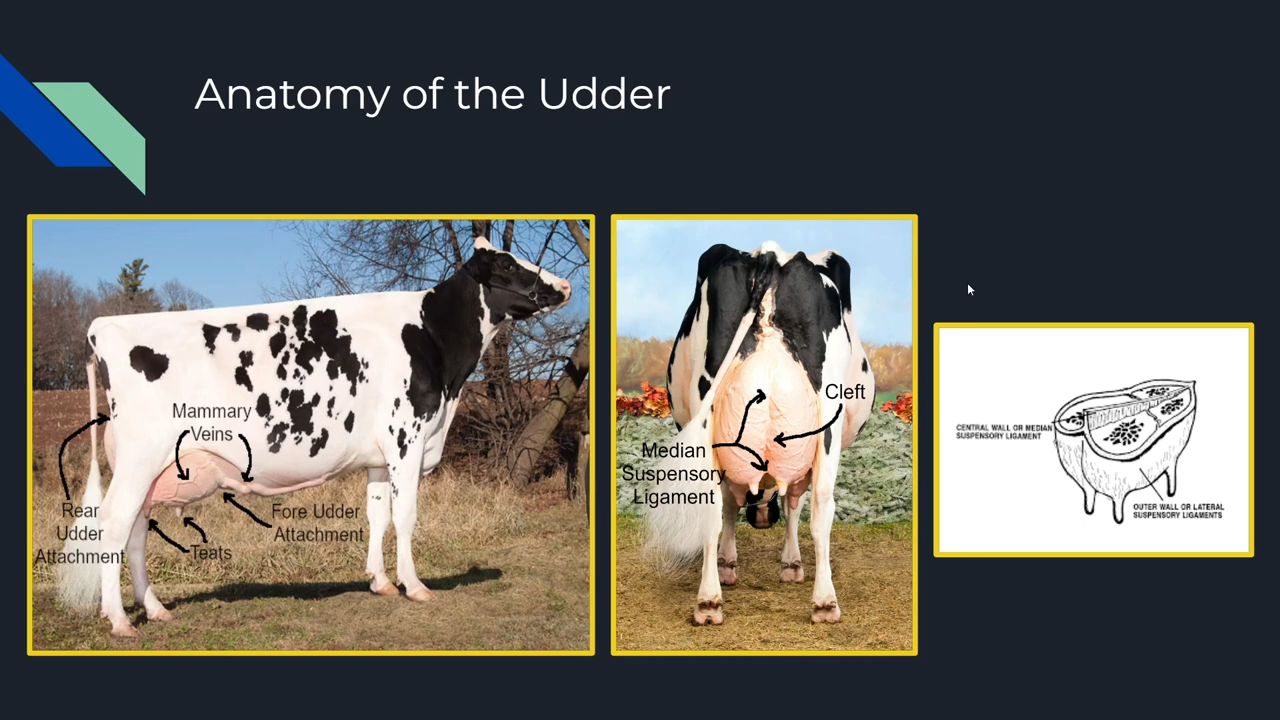 Anatomy of the Udder
Mammary
Veins
Rear
Udder
Attachment
Fore Udder
Attachment
Teats
Cleft
Median
Suspensory
Ligament
CENTRAL WALL OR MEDIAN
SUSPENSORY LIGAMENT
OUTER WALL OR LATERAL
SUSPENSORY LIGAMENTS